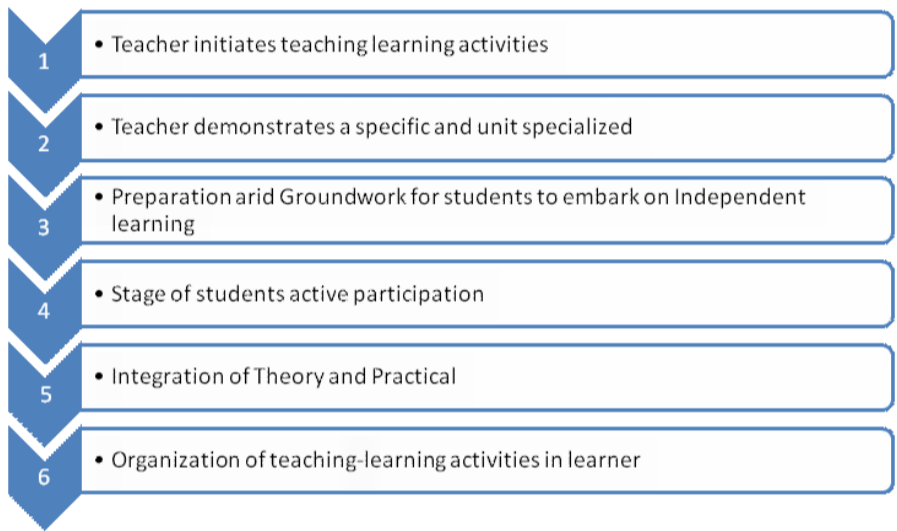 1
• Teacher initiates teaching learning activities
2
• Teacher demonstrates a specific and unit specialized
3
• Preparation arid Groundwork for students to embark on Independent
learning
4
• Stage of students active participation
5
• Integration of Theory and Practical
6
• Organization of teaching-learning activities in learner